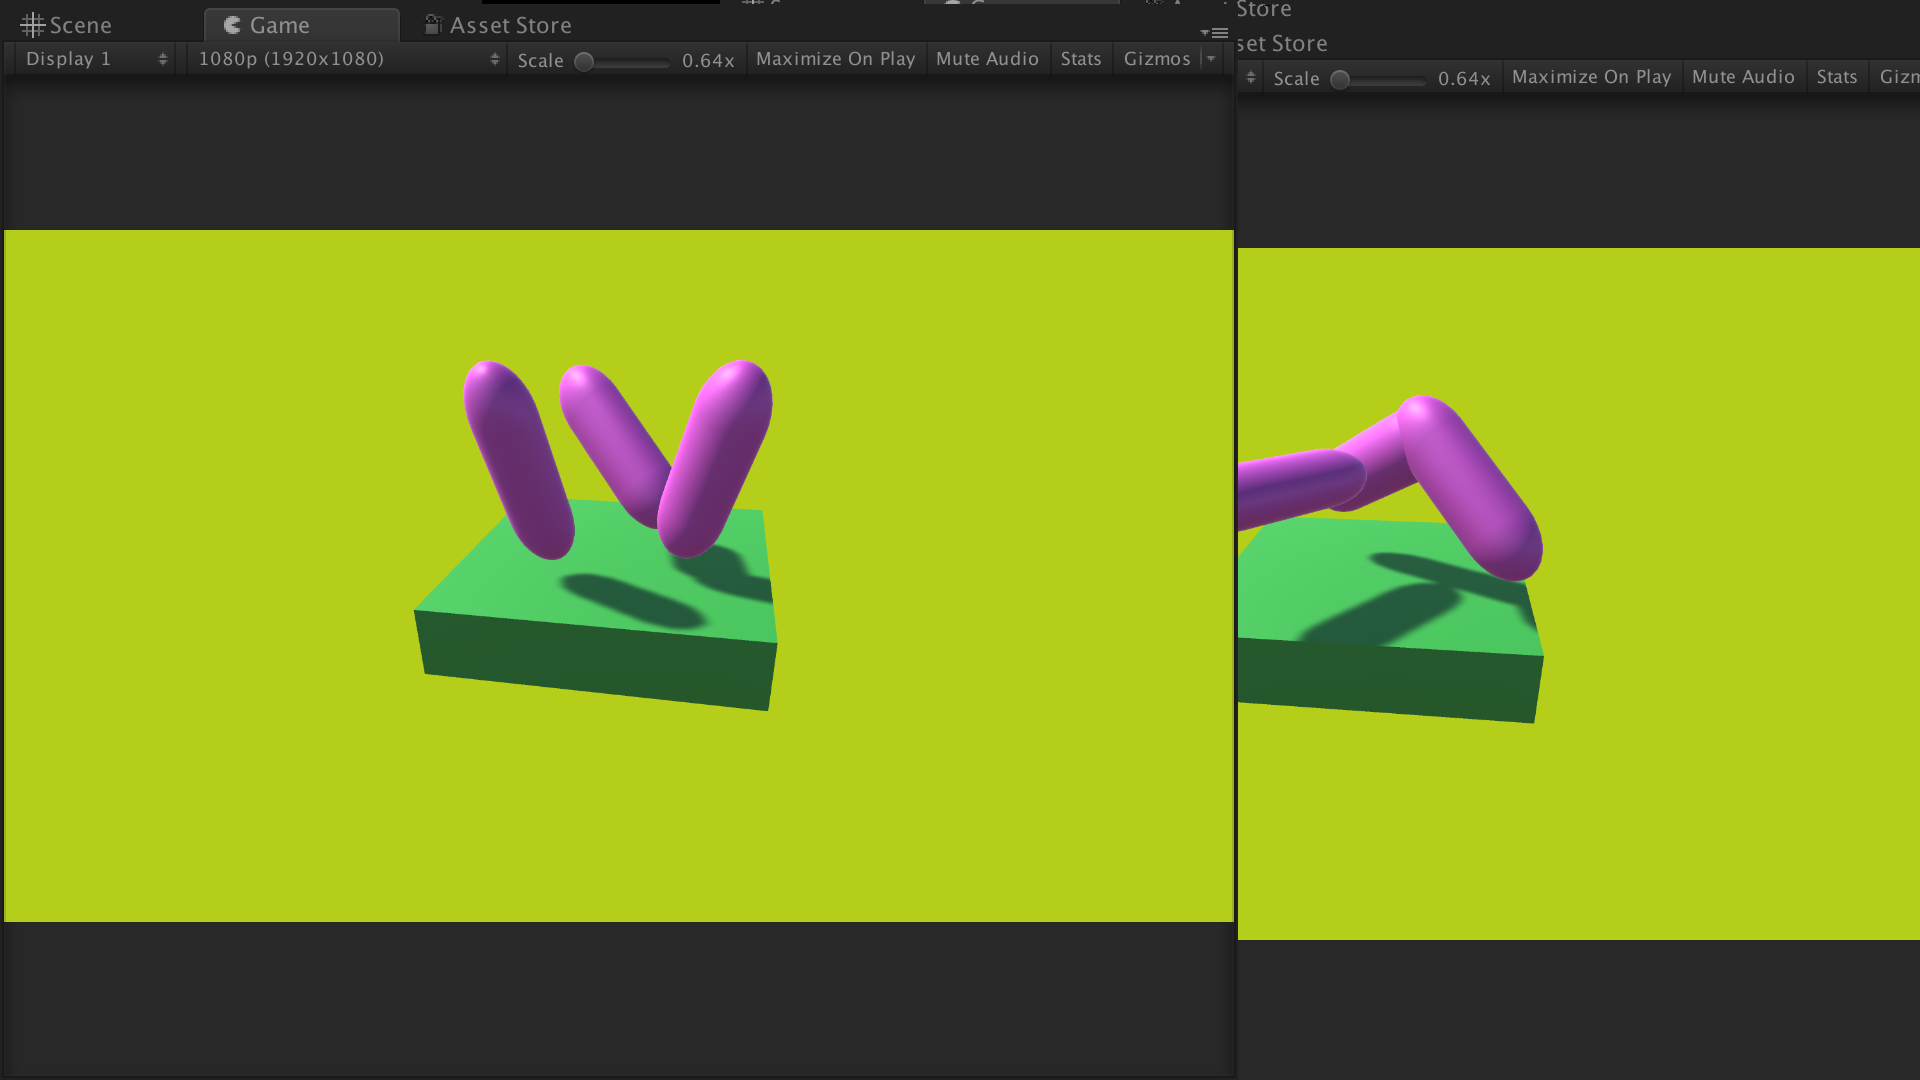 Scene
Game
Asset Store
Display 1
1080p (1920x1080)
Scale
0.64x
Maximize On Play
Mute Audio
Stats
Gizmos
Store
set Store
Scale
0.64x
Maximize On Play
Mute Audio
Stats
Gizm